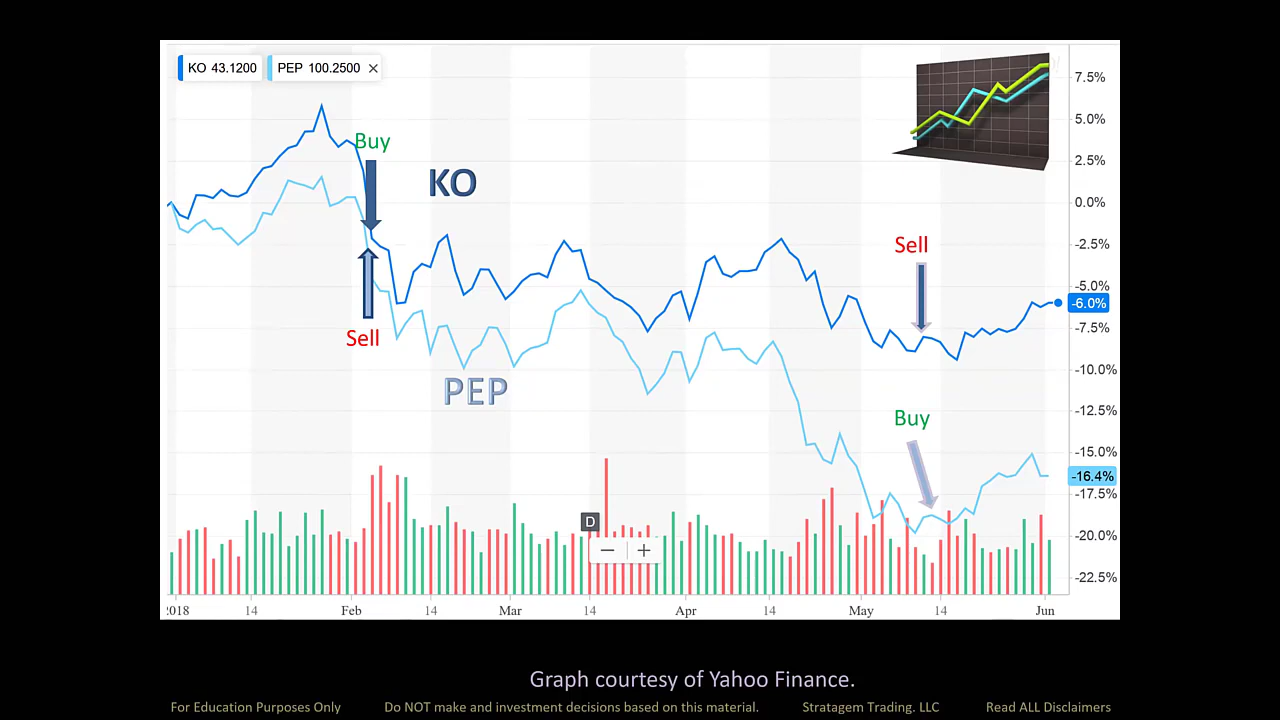 KO 43.1200 PEP 100.2500 ×
7.5%
5.0%
Buy
2.5%
KO
0.0%
Sell
-2.5%
-5.0%
-6.0%
Sell
-7.5%
PEP
-10.0%
Buy
-12.5%
-15.0%
-16.4%
-17.5%
D
-20.0%
− +
-22.5%
2018 14 Feb 14 Mar 14 Apr 14 May 14 Jun
Graph courtesy of Yahoo Finance.
For Education Purposes Only Do NOT make and investment decisions based on this material. Stratagem Trading. LLC Read ALL Disclaimers